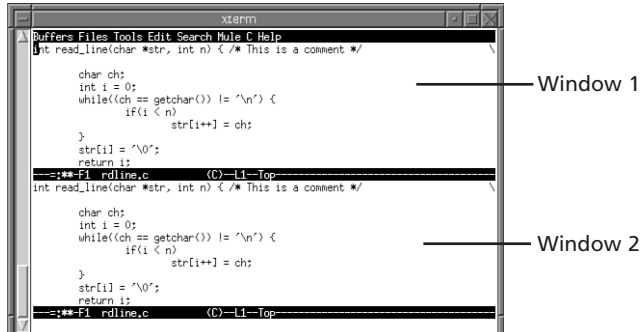 xterm
Buffers Files Tools Edit Search Mule C Help
int read_line(char *str, int n) { /* This is a comment */ \
char ch;
int i = 0;
while((ch == getchar()) != '\n') {
if(i < n)
str[i++] = ch;
}
str[i] = '\0';
return i;
---=:**-F1 rdline.c (C)--L1--Top--------------------------------------
int read_line(char *str, int n) { /* This is a comment */ \
char ch;
int i = 0;
while((ch == getchar()) != '\n') {
if(i < n)
str[i++] = ch;
}
str[i] = '\0';
return i;
---=:**-F1 rdline.c (C)--L1--Top--------------------------------------
Window 1
Window 2